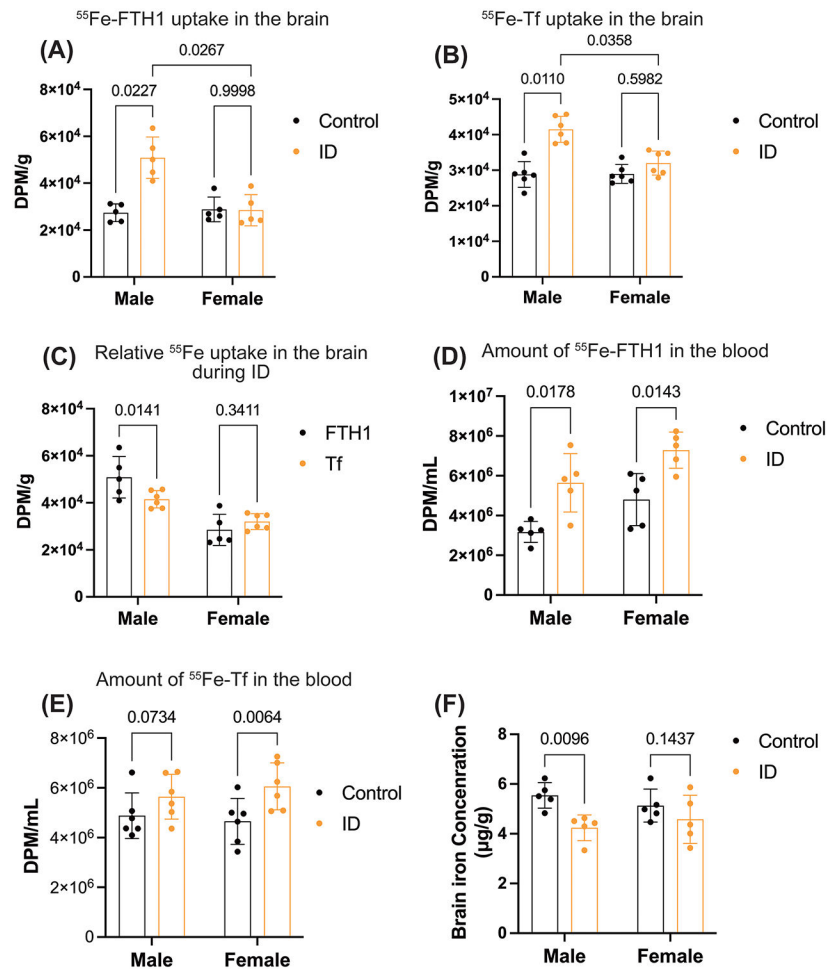 ⁵⁵Fe-FTH1 uptake in the brain
(A)
0.0267
0.0227
0.9998
8×10⁴
6×10⁴
4×10⁴
2×10⁴
0
DPM/g
Male
Female
Control
ID
⁵⁵Fe-Tf uptake in the brain
(B)
0.0358
0.0110
0.5982
5×10⁴
4×10⁴
3×10⁴
2×10⁴
1×10⁴
0
DPM/g
Male
Female
Control
ID
(C)
Relative ⁵⁵Fe uptake in the brain
during ID
0.0141
0.3411
8×10⁴
6×10⁴
4×10⁴
2×10⁴
0
DPM/g
Male
Female
FTH1
Tf
(D)
Amount of ⁵⁵Fe-FTH1 in the blood
0.0178
0.0143
1×10⁷
8×10⁶
6×10⁶
4×10⁶
2×10⁶
0
DPM/mL
Male
Female
Control
ID
Amount of ⁵⁵Fe-Tf in the blood
(E)
0.0734
0.0064
8×10⁶
6×10⁶
4×10⁶
2×10⁶
0
DPM/mL
Male
Female
Control
ID
(F)
0.0096
0.1437
8
6
4
2
0
Brain iron Concenration
(µg/g)
Male
Female
Control
ID